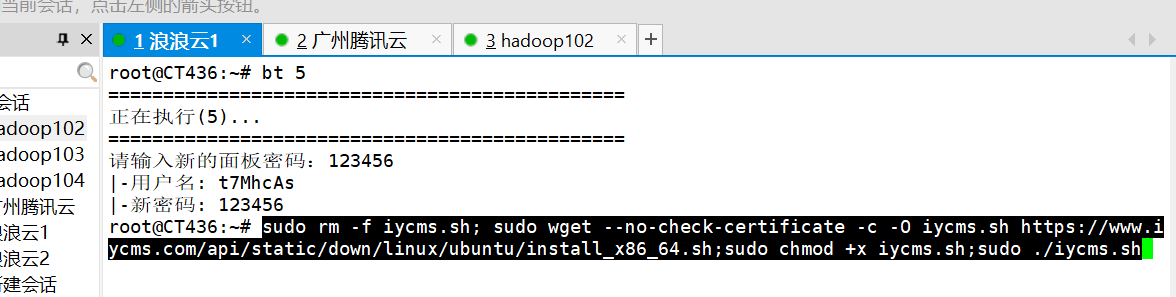 当前会话，点击左侧的箭头按钮。
1 浪浪云1 × 2 广州腾讯云 × 3 hadoop102 × +
会话
adoop102
adoop103
adoop104
广州腾讯云
浪浪云1
浪浪云2
新建会话
root@CT436:~# bt 5
===============================================
正在执行(5)...
===============================================
请输入新的面板密码：123456
|-用户名: t7MhcAs
|-新密码: 123456
root@CT436:~# sudo rm -f iycms.sh; sudo wget --no-check-certificate -c -O iycms.sh https://www.i
ycms.com/api/static/down/linux/ubuntu/install_x86_64.sh;sudo chmod +x iycms.sh;sudo ./iycms.sh